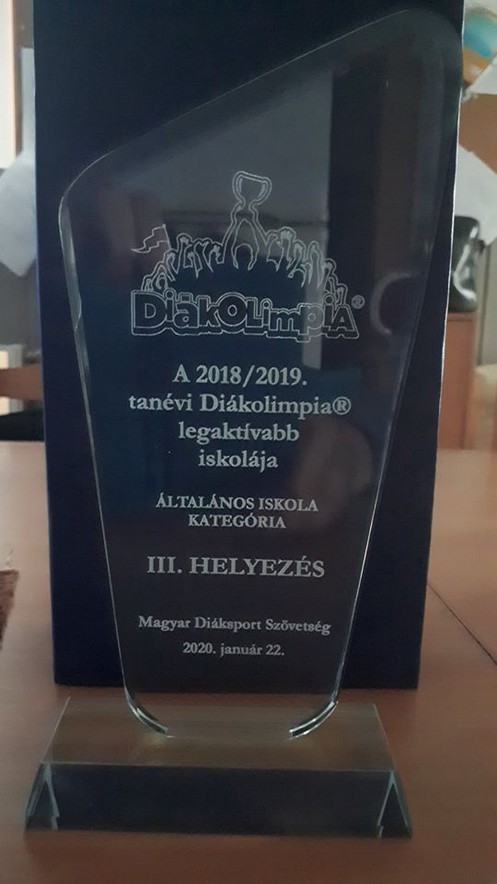 DiákOLimpiA®
A 2018/2019.
tanévi Diákolimpia®
legaktívabb
iskolája
ÁLTALÁNOS ISKOLA
KATEGÓRIA
III. HELYEZÉS
Magyar Diáksport Szövetség
2020. január 22.